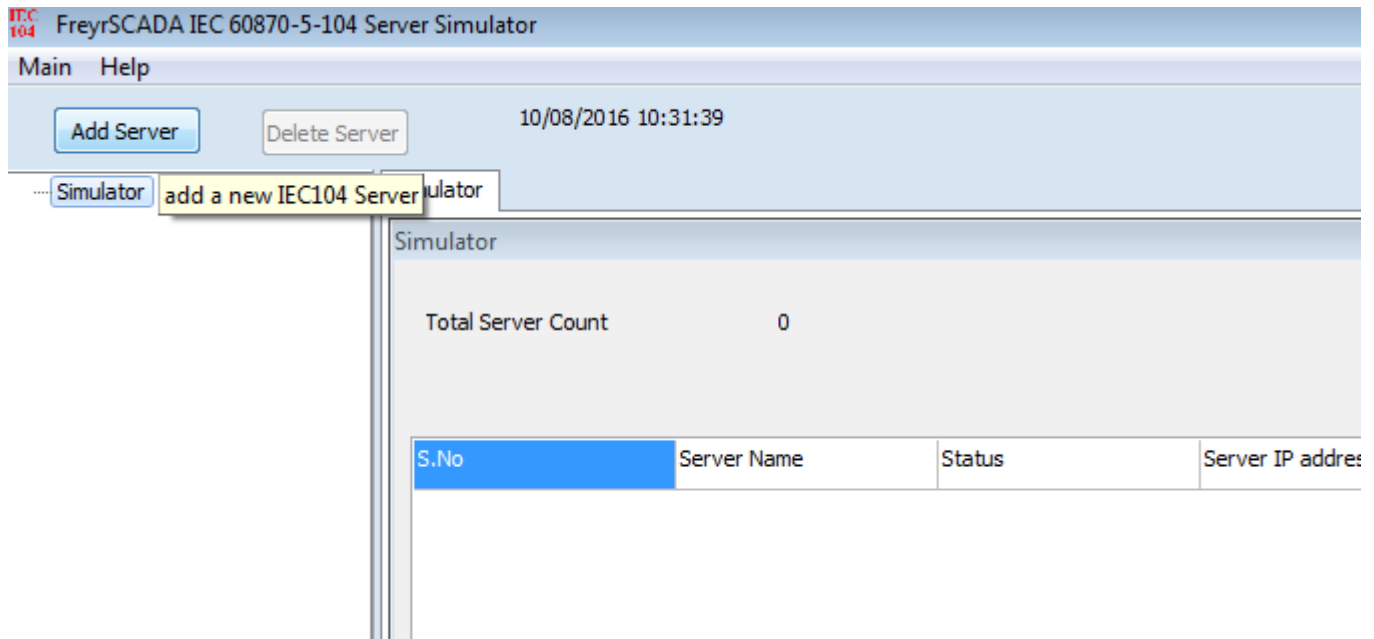 IEC
104 FreyrSCADA IEC 60870-5-104 Server Simulator
Main Help
Add Server Delete Server 10/08/2016 10:31:39
Simulator add a new IEC104 Server ulator
Simulator
Total Server Count 0
S.No Server Name Status Server IP addres